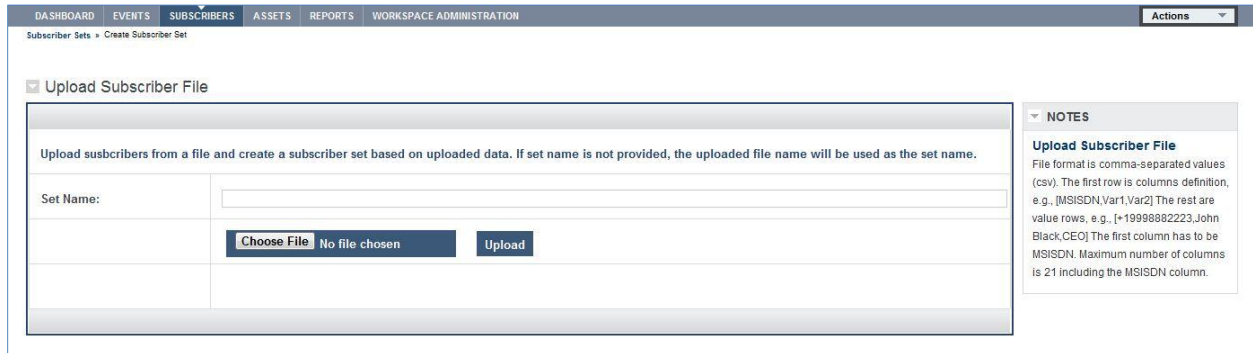 DASHBOARD EVENTS SUBSCRIBERS ASSETS REPORTS WORKSPACE ADMINISTRATION Actions
Subscriber Sets » Create Subscriber Set
Upload Subscriber File
NOTES
Upload susbcribers from a file and create a subscriber set based on uploaded data. If set name is not provided, the uploaded file name will be used as the set name.
Set Name:
Choose File No file chosen Upload
Upload Subscriber File
File format is comma-separated values
(csv). The first row is columns definition,
e.g., [MSISDN,Var1,Var2] The rest are
value rows, e.g., [+19998882223,John
Black,CEO] The first column has to be
MSISDN. Maximum number of columns
is 21 including the MSISDN column.